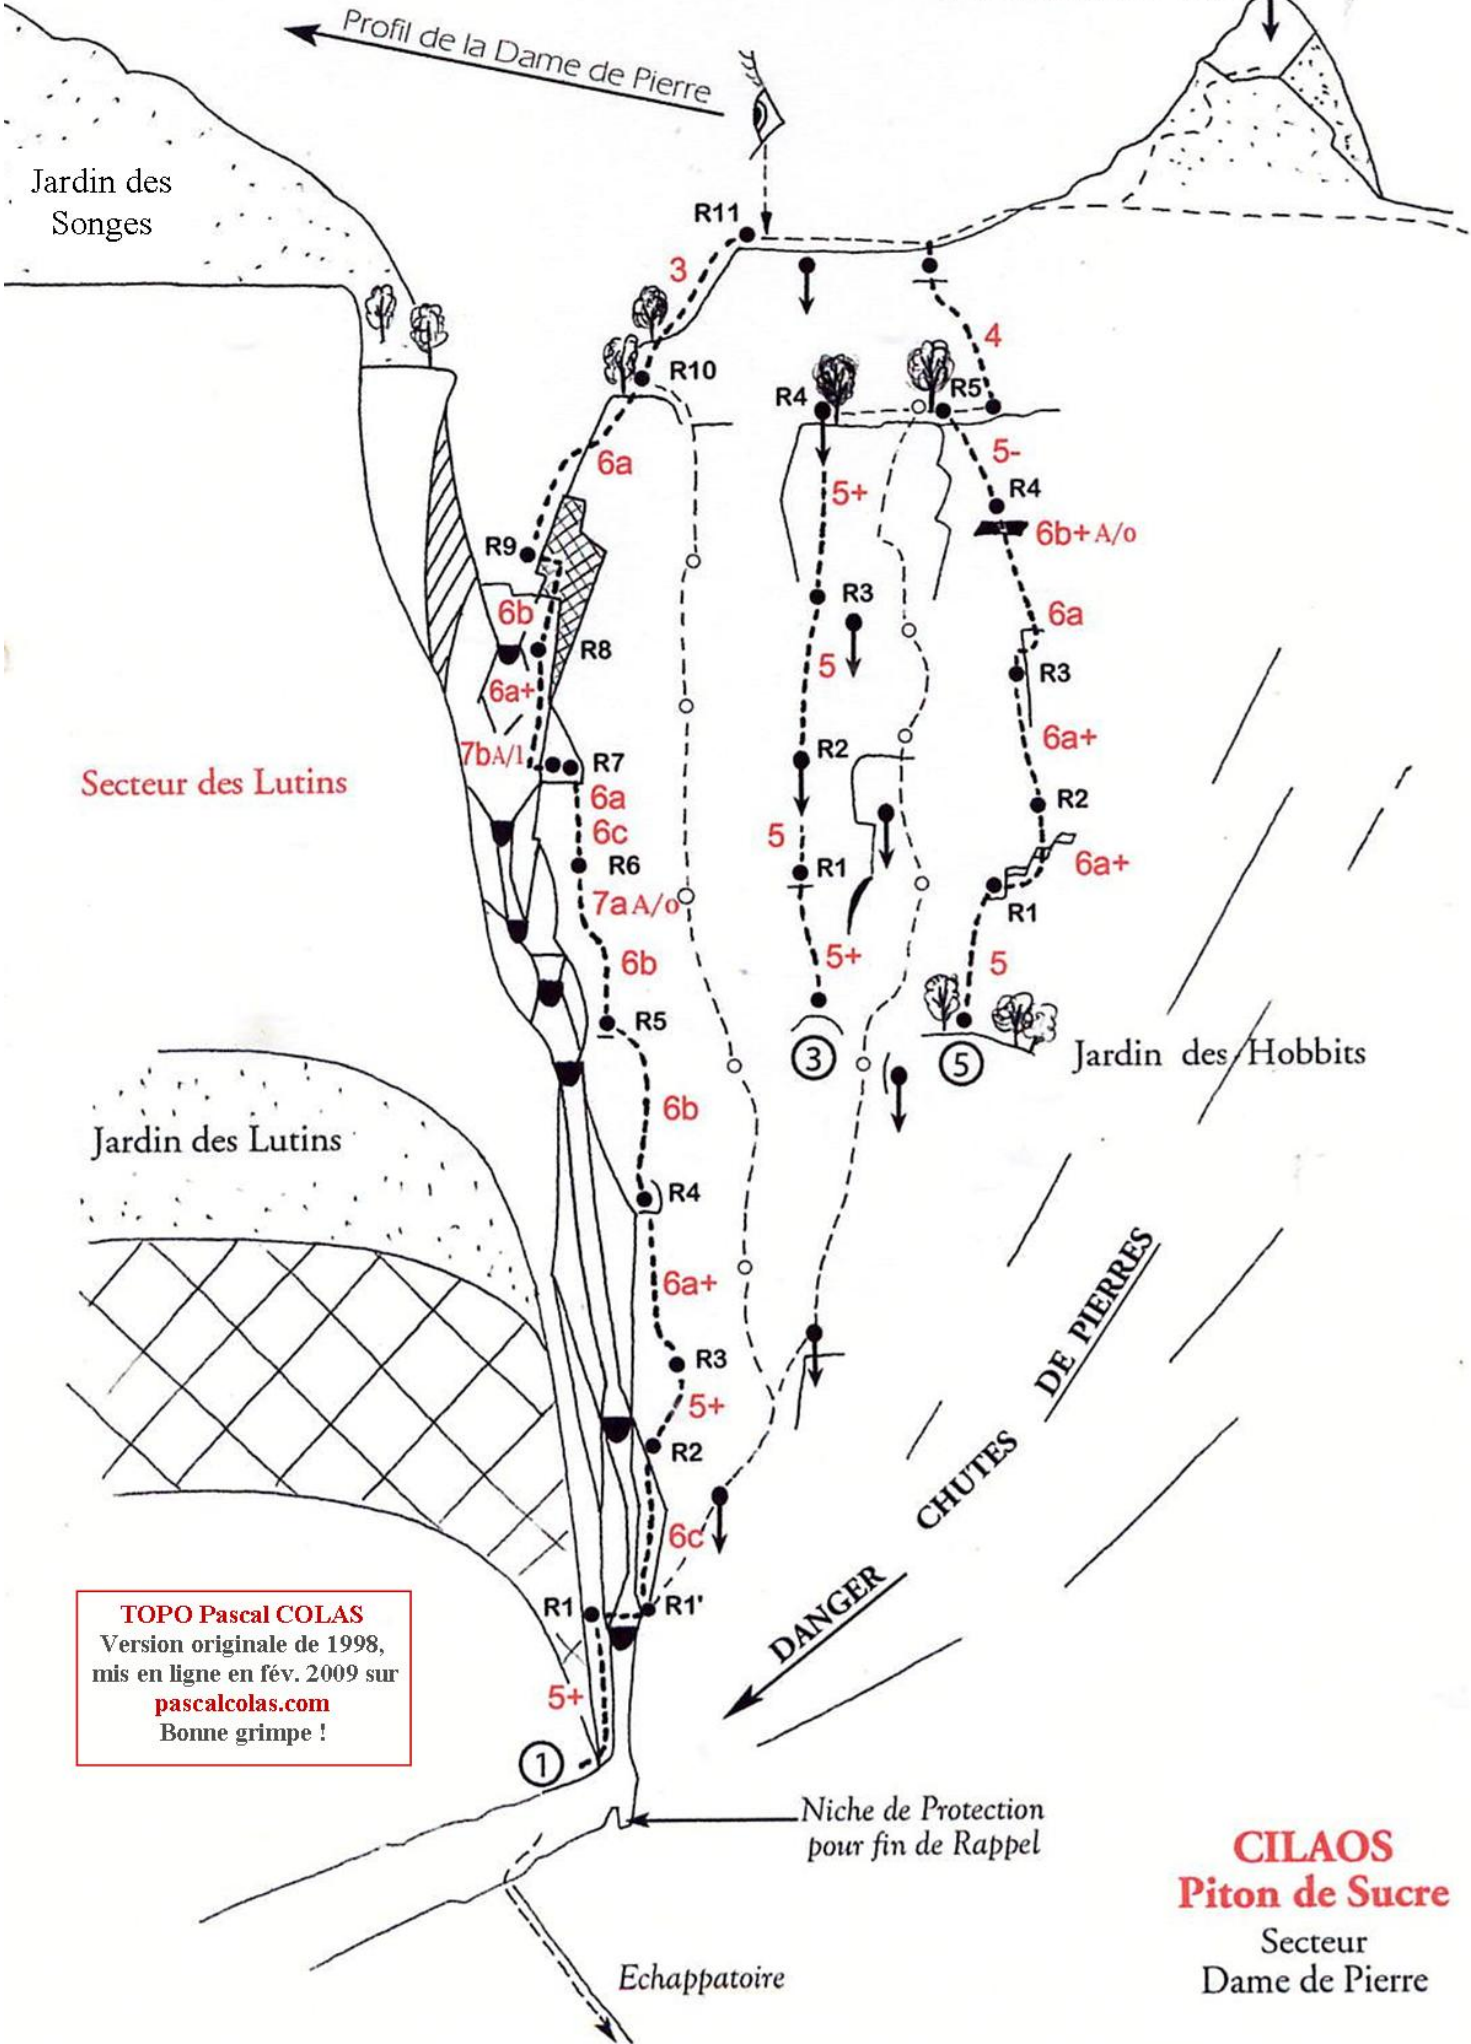 Profil de la Dame de Pierre
Jardin des
Songes
R11
3
R10
4
R4
R5
6a
5+
5-
R4
R9
6b+ A/o
6b
R3
6a
R8
5
R3
6a+
6a+
7bA/1
R7
R2
Secteur des Lutins
6a
R2
6c
5
R6
R1
6a+
7a A/o
R1
6b
5+
5
R5
3
5
Jardin des Hobbits
6b
Jardin des Lutins
R4
6a+
R3
5+
R2
DANGER CHUTES DE PIERRES
6c
R1
R1'
TOPO Pascal COLAS
Version originale de 1998,
mis en ligne en fév. 2009 sur
pascalcolas.com
Bonne grimpe !
5+
1
Niche de Protection
pour fin de Rappel
CILAOS
Piton de Sucre
Secteur
Dame de Pierre
Echappatoire